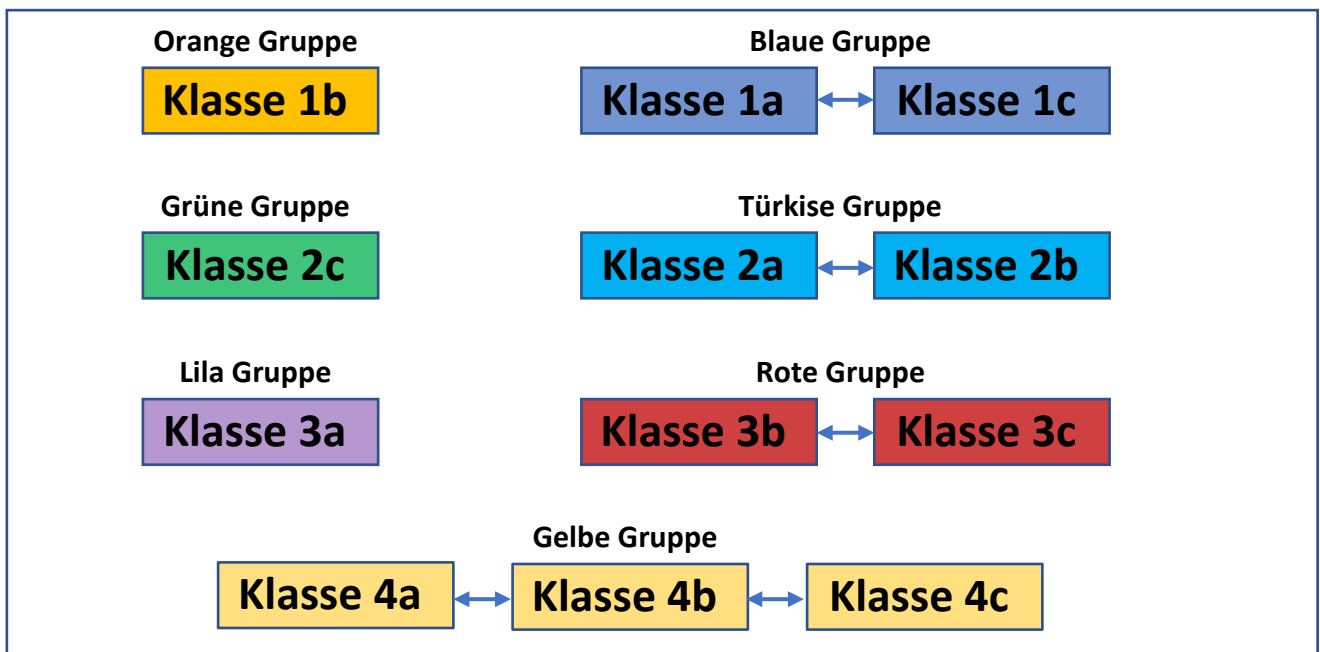 Orange Gruppe
Blaue Gruppe
Klasse 1b
Klasse 1a
Klasse 1c
Grüne Gruppe
Türkise Gruppe
Klasse 2c
Klasse 2a
Klasse 2b
Lila Gruppe
Rote Gruppe
Klasse 3a
Klasse 3b
Klasse 3c
Gelbe Gruppe
Klasse 4a
Klasse 4b
Klasse 4c